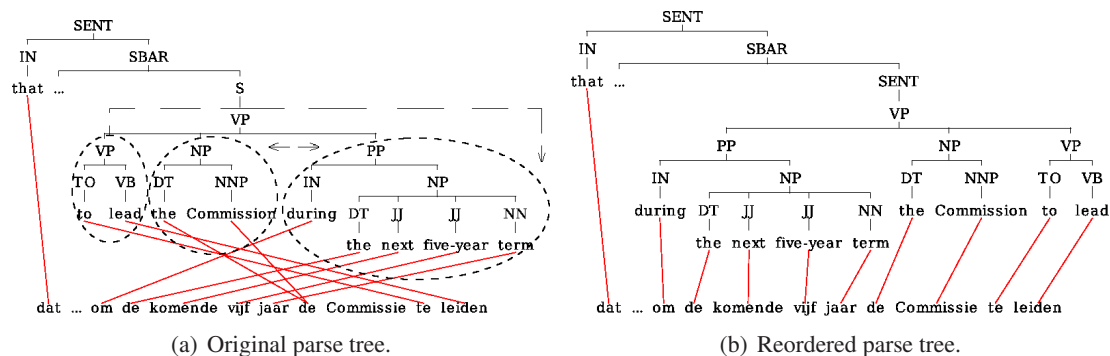 SENT
IN SBAR
that ...
S
VP
VP NP PP
TO VB DT NNP IN NP
to lead the Commission during DT JJ JJ NN
the next five-year term
dat ... om de komende vijf jaar de Commissie te leiden
(a) Original parse tree.
SENT
IN SBAR
that ...
SENT
VP
PP NP VP
IN NP DT NNP TO VB
during DT JJ JJ NN the Commission to lead
the next five-year term
dat ... om de komende vijf jaar de Commissie te leiden
(b) Reordered parse tree.